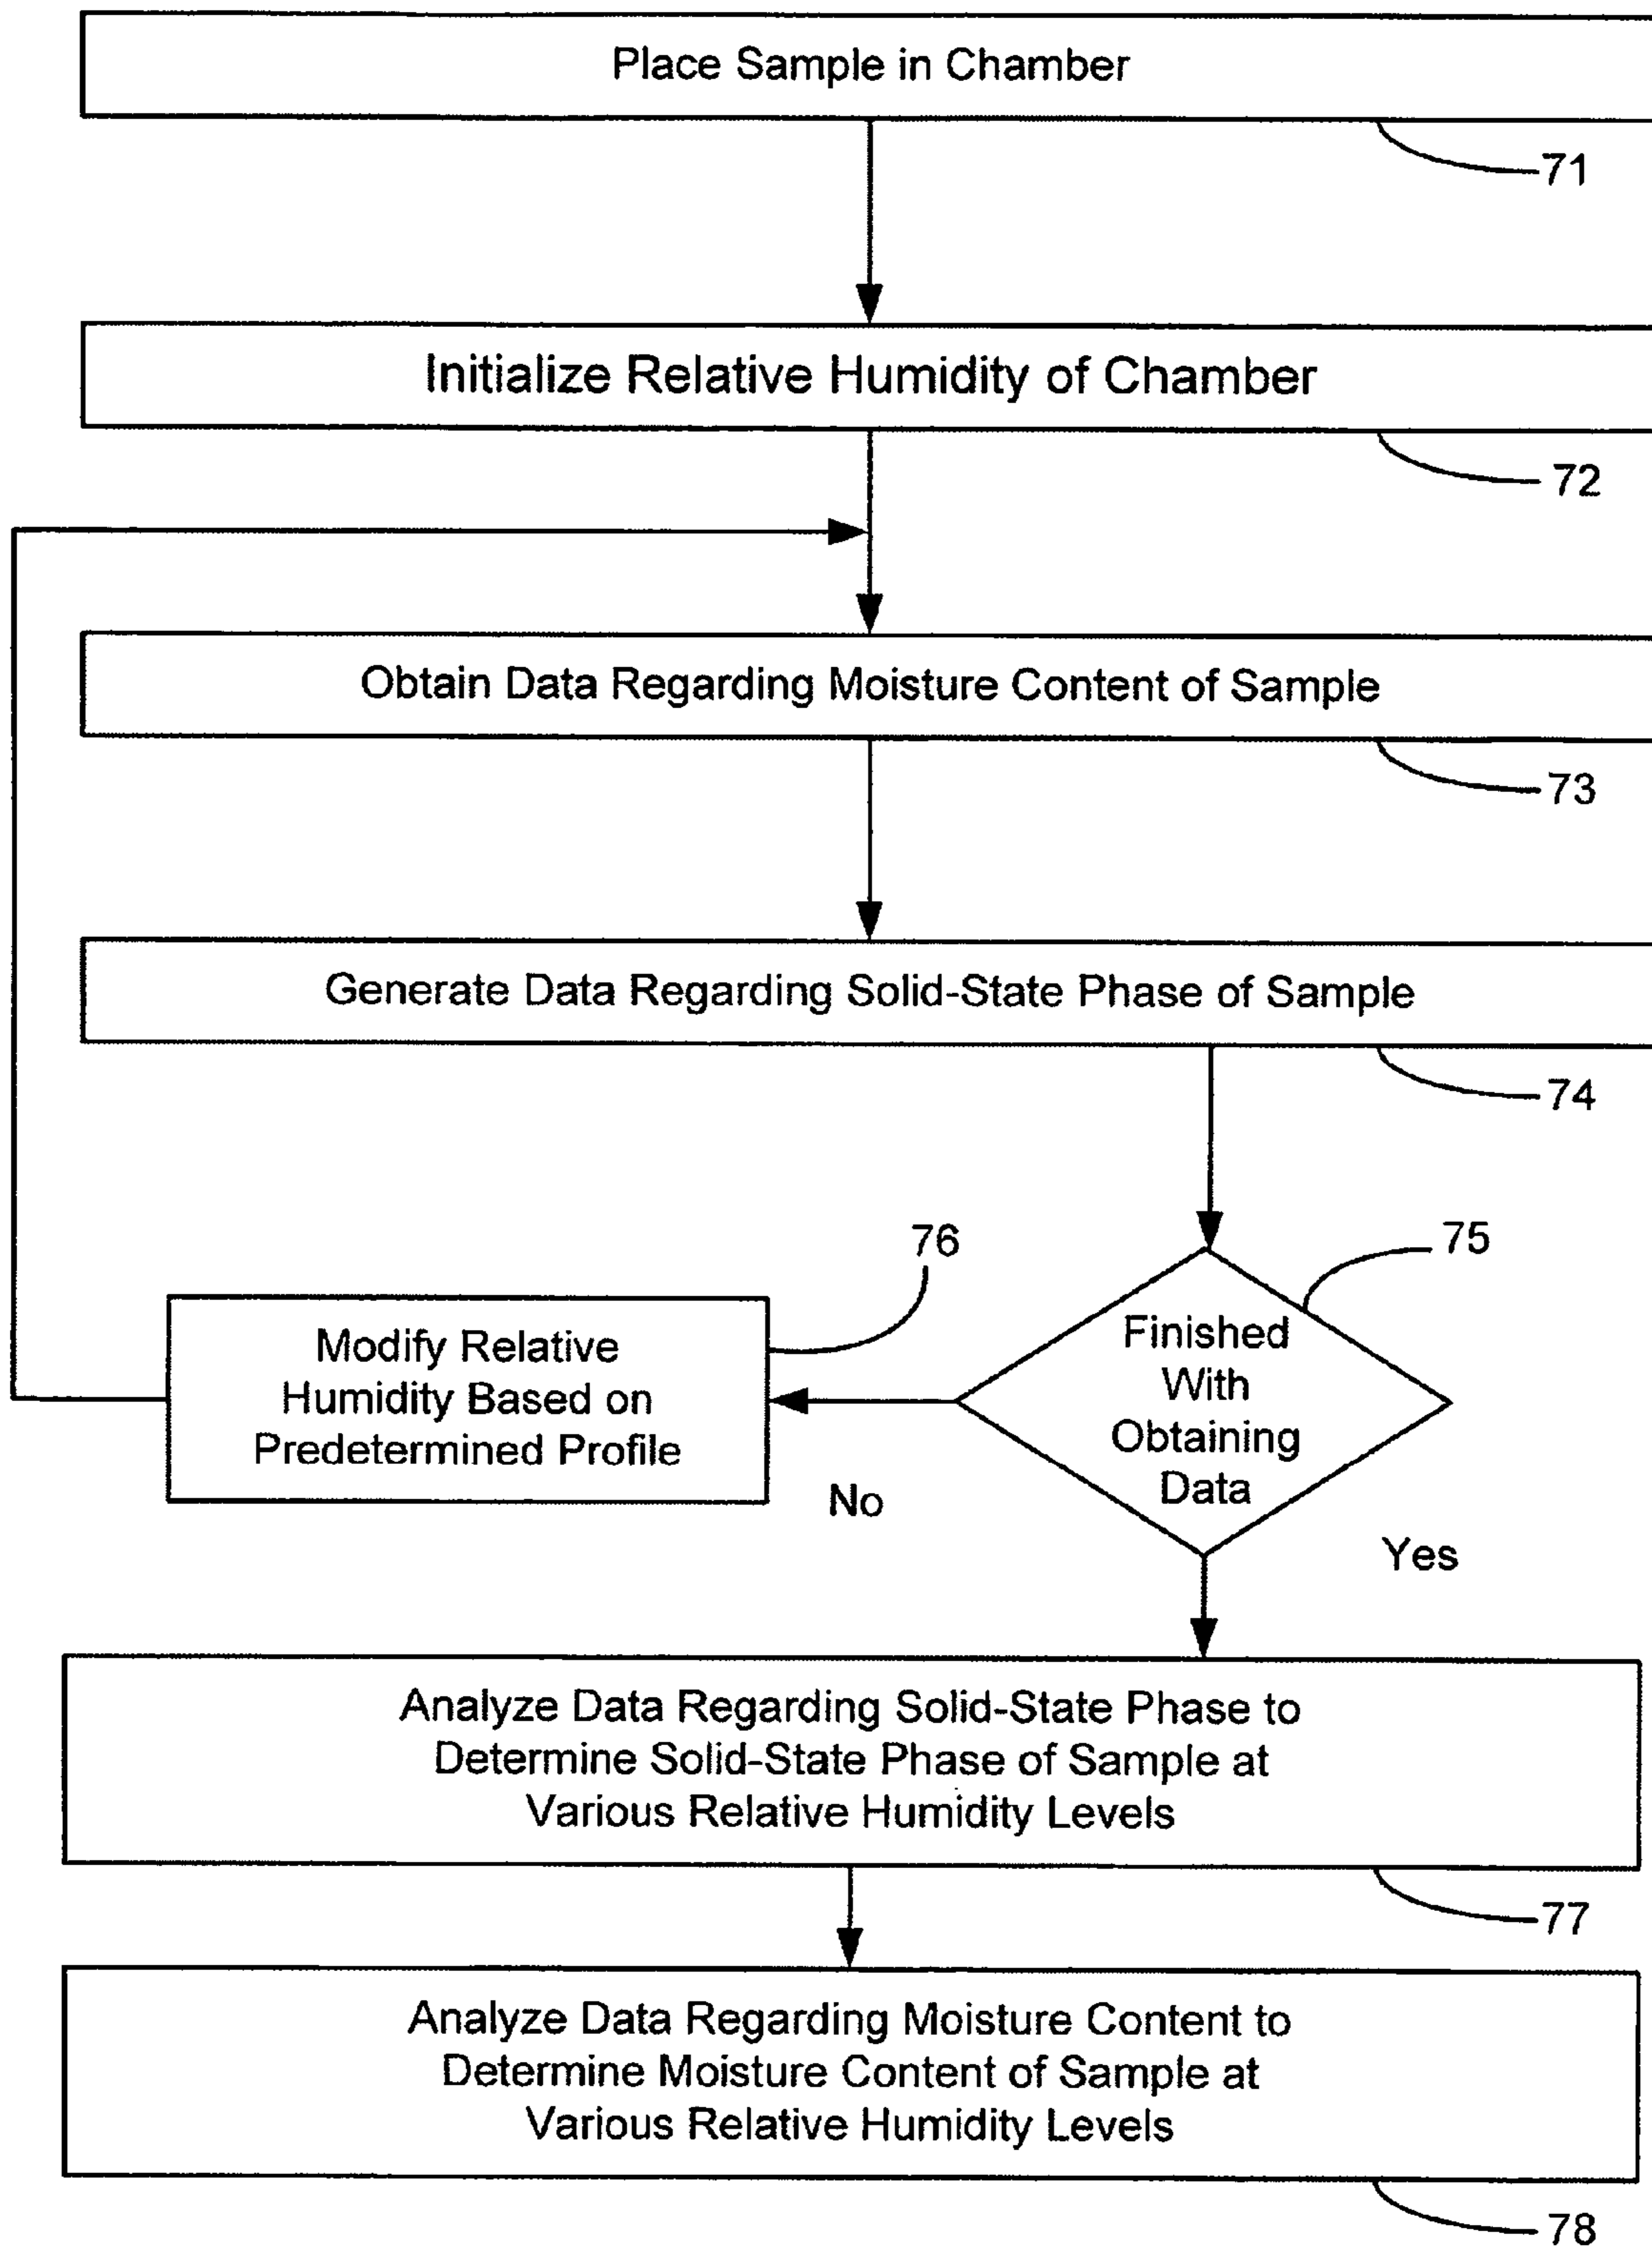 Place Sample in Chamber
71
Initialize Relative Humidity of Chamber
72
Obtain Data Regarding Moisture Content of Sample
73
Generate Data Regarding Solid-State Phase of Sample
74
76
75
Modify Relative
Humidity Based on
Predetermined Profile
Finished
With
Obtaining
Data
No
Yes
Analyze Data Regarding Solid-State Phase to
Determine Solid-State Phase of Sample at
Various Relative Humidity Levels
77
Analyze Data Regarding Moisture Content to
Determine Moisture Content of Sample at
Various Relative Humidity Levels
78